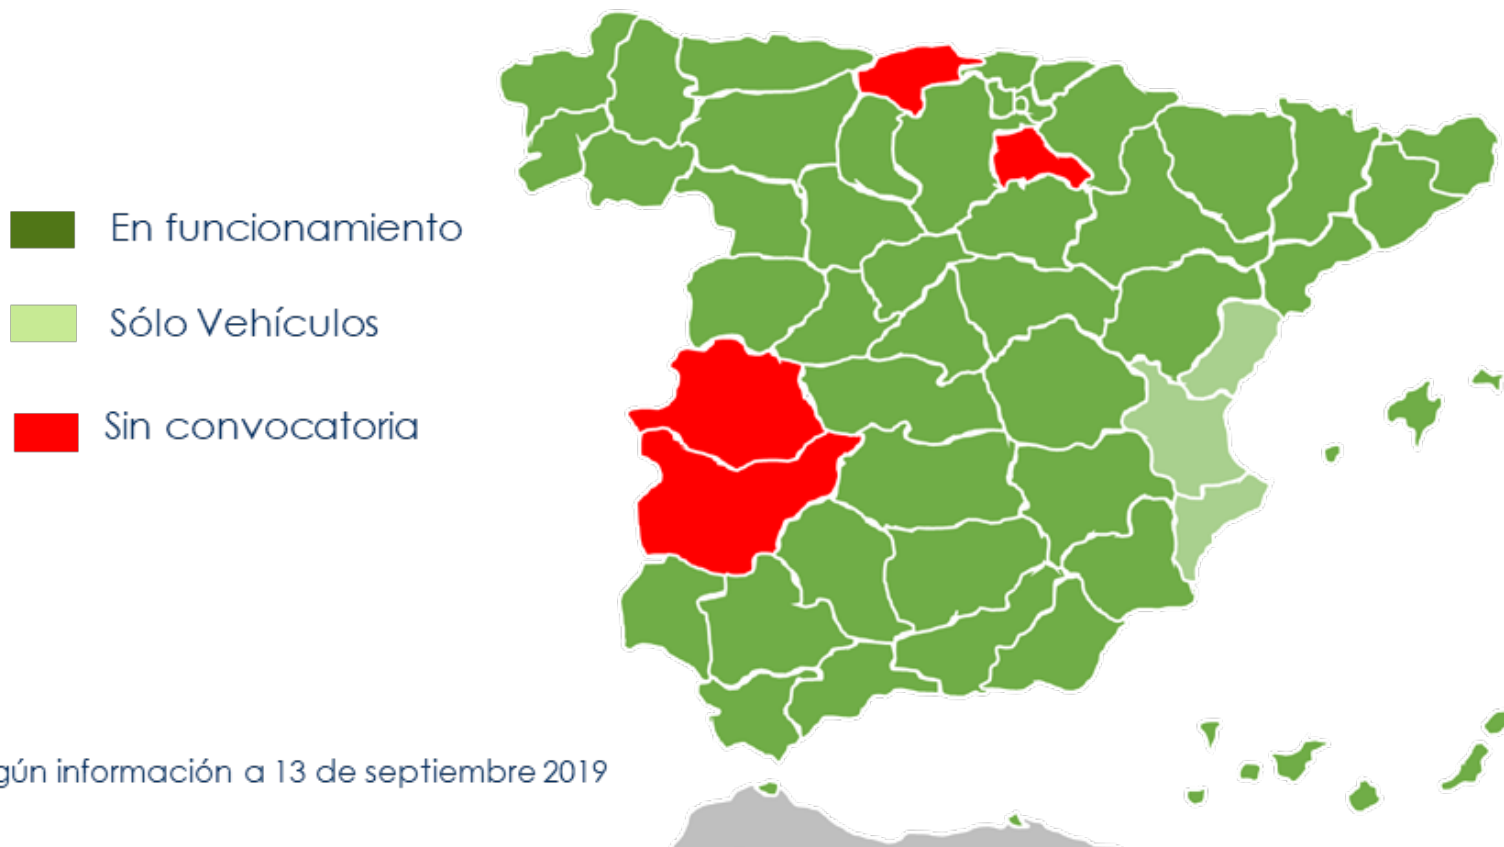 En funcionamiento
Sólo Vehículos
Sin convocatoria
gún información a 13 de septiembre 2019